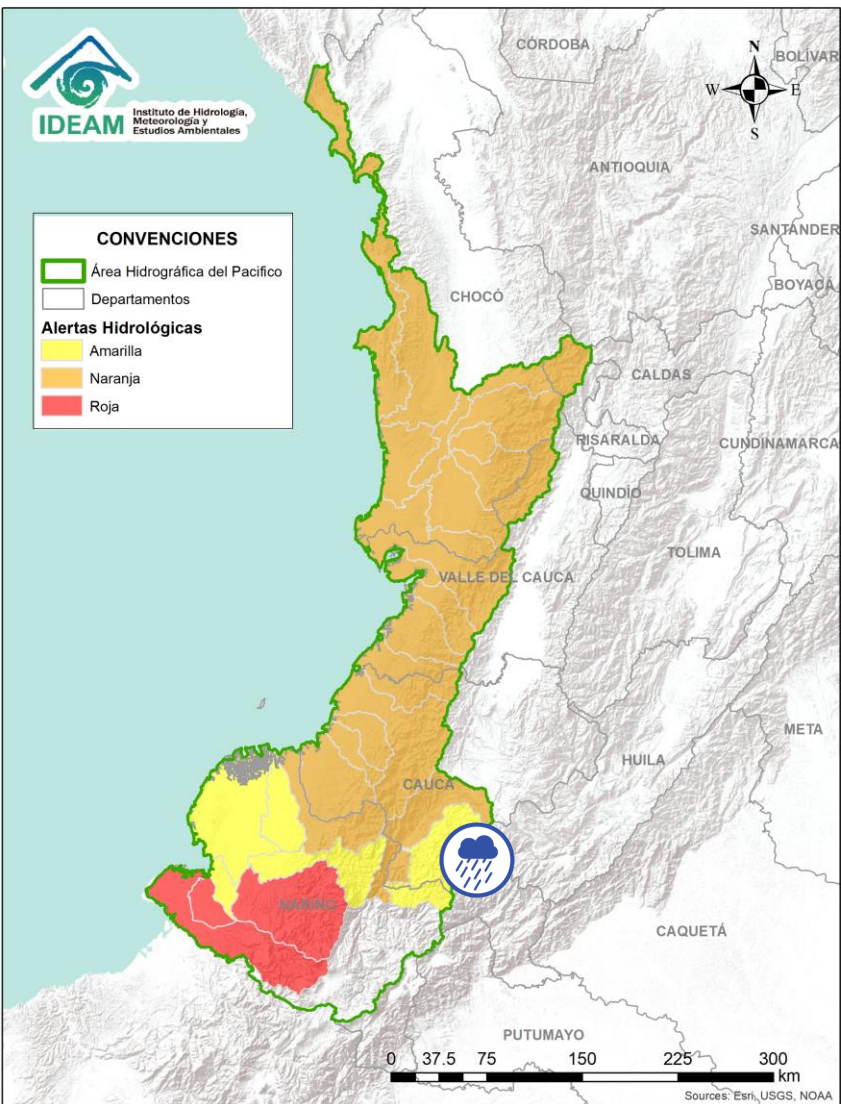 IDEAM
Instituto de Hidrología,
Meteorología y
Estudios Ambientales
CÓRDOBA
BOLÍVAR
N
W
E
S
ANTIOQUIA
SANTANDER
BOYACÁ
CONVENCIONES
Área Hidrográfica del Pacifico
Departamentos
Alertas Hidrológicas
Amarilla
Naranja
Roja
CHOCÓ
CALDAS
RISARALDA
CUNDINAMARCA
QUINDÍO
TOLIMA
VALLE DEL CAUCA
META
HUILA
CAUCA
NARIÑO
CAQUETÁ
PUTUMAYO
0 37.5 75 150 225 300
km
Sources: Esri, USGS, NOAA